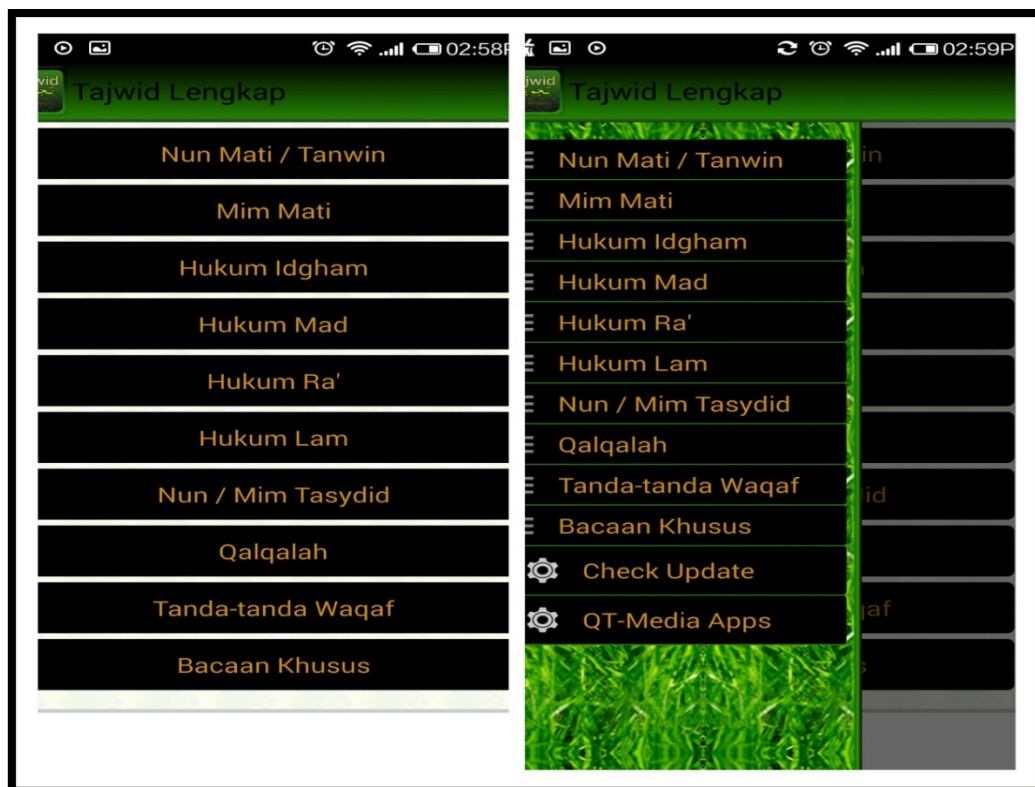 02:58P
Tajwid Lengkap
Nun Mati / Tanwin
Mim Mati
Hukum Idgham
Hukum Mad
Hukum Ra'
Hukum Lam
Nun / Mim Tasydid
Qalqalah
Tanda-tanda Waqaf
Bacaan Khusus
02:59P
Tajwid Lengkap
Nun Mati / Tanwin
Mim Mati
Hukum Idgham
Hukum Mad
Hukum Ra'
Hukum Lam
Nun / Mim Tasydid
Qalqalah
Tanda-tanda Waqaf
Bacaan Khusus
Check Update
QT-Media Apps